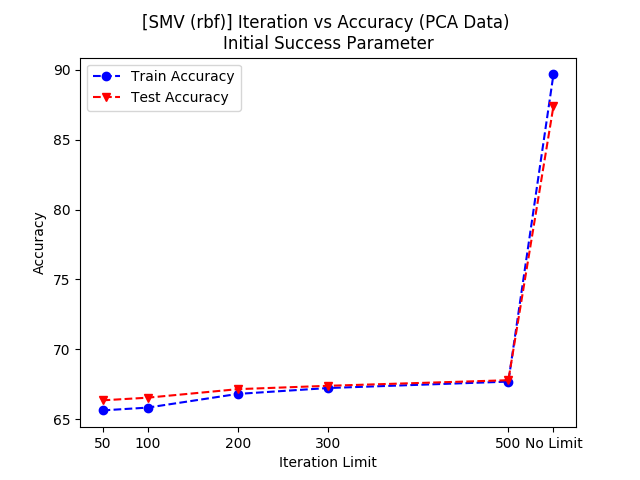 [SMV (rbf)] Iteration vs Accuracy (PCA Data)
Initial Success Parameter
Train Accuracy
Test Accuracy
90
85
80
75
70
65
Accuracy
50 100 200 300 500 No Limit
Iteration Limit